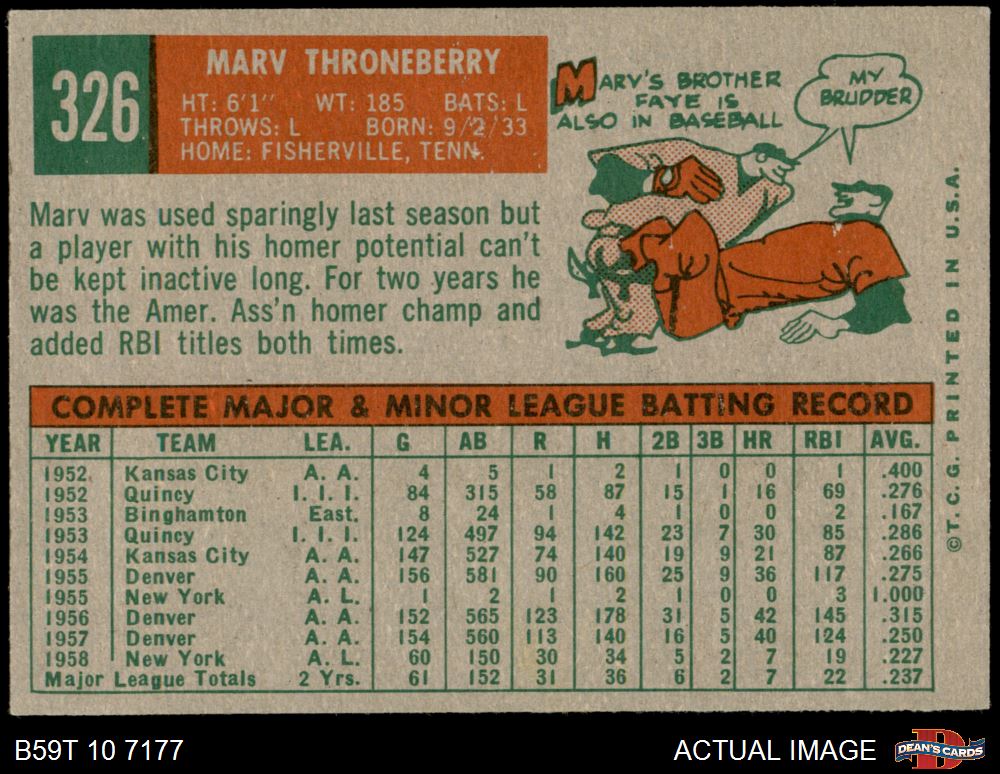 326
MARV THRONEBERRY
HT: 6'1" WT: 185 BATS: L
THROWS: L BORN: 9/2/33
HOME: FISHERVILLE, TENN.
MARV'S BROTHER
FAYE IS
ALSO IN BASEBALL
MY
BRUDDER
Marv was used sparingly last season but
a player with his homer potential can't
be kept inactive long. For two years he
was the Amer. Ass'n homer champ and
added RBI titles both times.
COMPLETE MAJOR & MINOR LEAGUE BATTING RECORD
YEAR TEAM LEA. G AB R H 2B 3B HR RBI AVG.
1952 Kansas City A. A. 4 5 1 2 1 0 0 1 .400
1952 Quincy I. I. I. 84 315 58 87 15 1 16 69 .276
1953 Binghamton East. 8 24 1 4 1 0 0 2 .167
1953 Quincy I. I. I. 124 497 94 142 23 7 30 85 .286
1954 Kansas City A. A. 147 527 74 140 19 9 21 87 .266
1955 Denver A. A. 156 581 90 160 25 9 36 117 .275
1955 New York A. L. 1 2 1 2 1 0 0 3 1.000
1956 Denver A. A. 152 565 123 178 31 5 42 145 .315
1957 Denver A. A. 154 560 113 140 16 5 40 124 .250
1958 New York A. L. 60 150 30 34 5 2 7 19 .227
Major League Totals 2 Yrs. 61 152 31 36 6 2 7 22 .237
©T.C.G. PRINTED IN U.S.A.
B59T 10 7177
ACTUAL IMAGE
D
DEAN'S CARDS